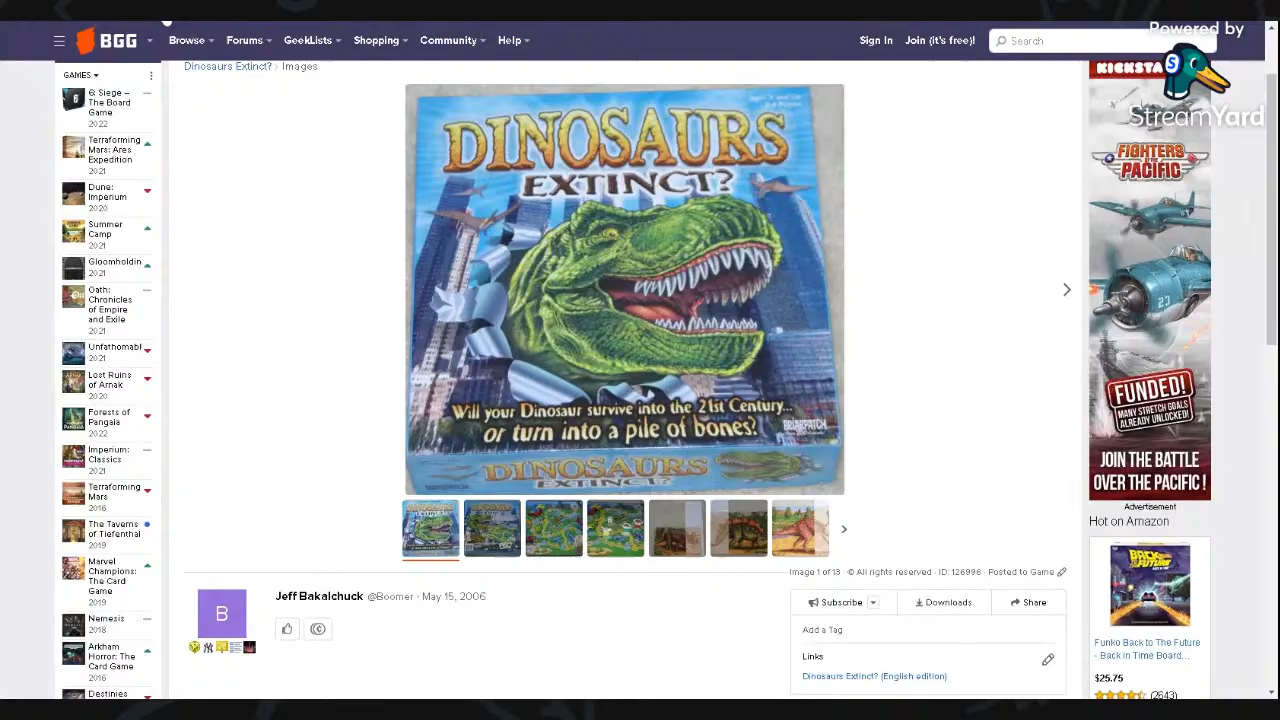 Powered by
StreamYard
BGG
Browse
Forums
GeekLists
Shopping
Community
Help
Sign In
Join (it's free!)
Search
Dinosaurs Extinct? > Images
GAMES
6: Siege –
The Board
Game
2022
Terraforming
Mars: Ares
Expedition
2021
Dune:
Imperium
2020
Summer
Camp
2021
Gloomholdin
2021
Oath:
Chronicles
of Empire
and Exile
2021
Unfathomabl
2021
Lost Ruins
of Arnak
2020
Forests of
Pangaia
2022
Imperium:
Classics
2021
Terraforming
Mars
2016
The Taverns
of Tiefenthal
2019
Marvel
Champions:
The Card
Game
2019
Nemesis
2018
Arkham
Horror: The
Card Game
2016
Destinies
DINOSAURS
EXTINCT?
Will your Dinosaur survive into the 21st Century...
or turn into a pile of bones?
BRIARPATCH
DINOSAURS
EXTINCT?
Image 1 of 13 · © All rights reserved · ID: 126996 · Posted to Game
B
Jeff Bakalchuck @Boomer · May 15, 2006
Subscribe
Downloads
Share
Add a Tag
Links
Dinosaurs Extinct? (English edition)
KICKSTA
FIGHTERS
OF THE
PACIFIC
23
FUNDED!
MANY STRETCH GOALS
ALREADY UNLOCKED!
JOIN THE BATTLE
OVER THE PACIFIC!
Advertisement
Hot on Amazon
BACK TO THE FUTURE
Funko Back to The Future
- Back in Time Board...
$25.75
(2643)